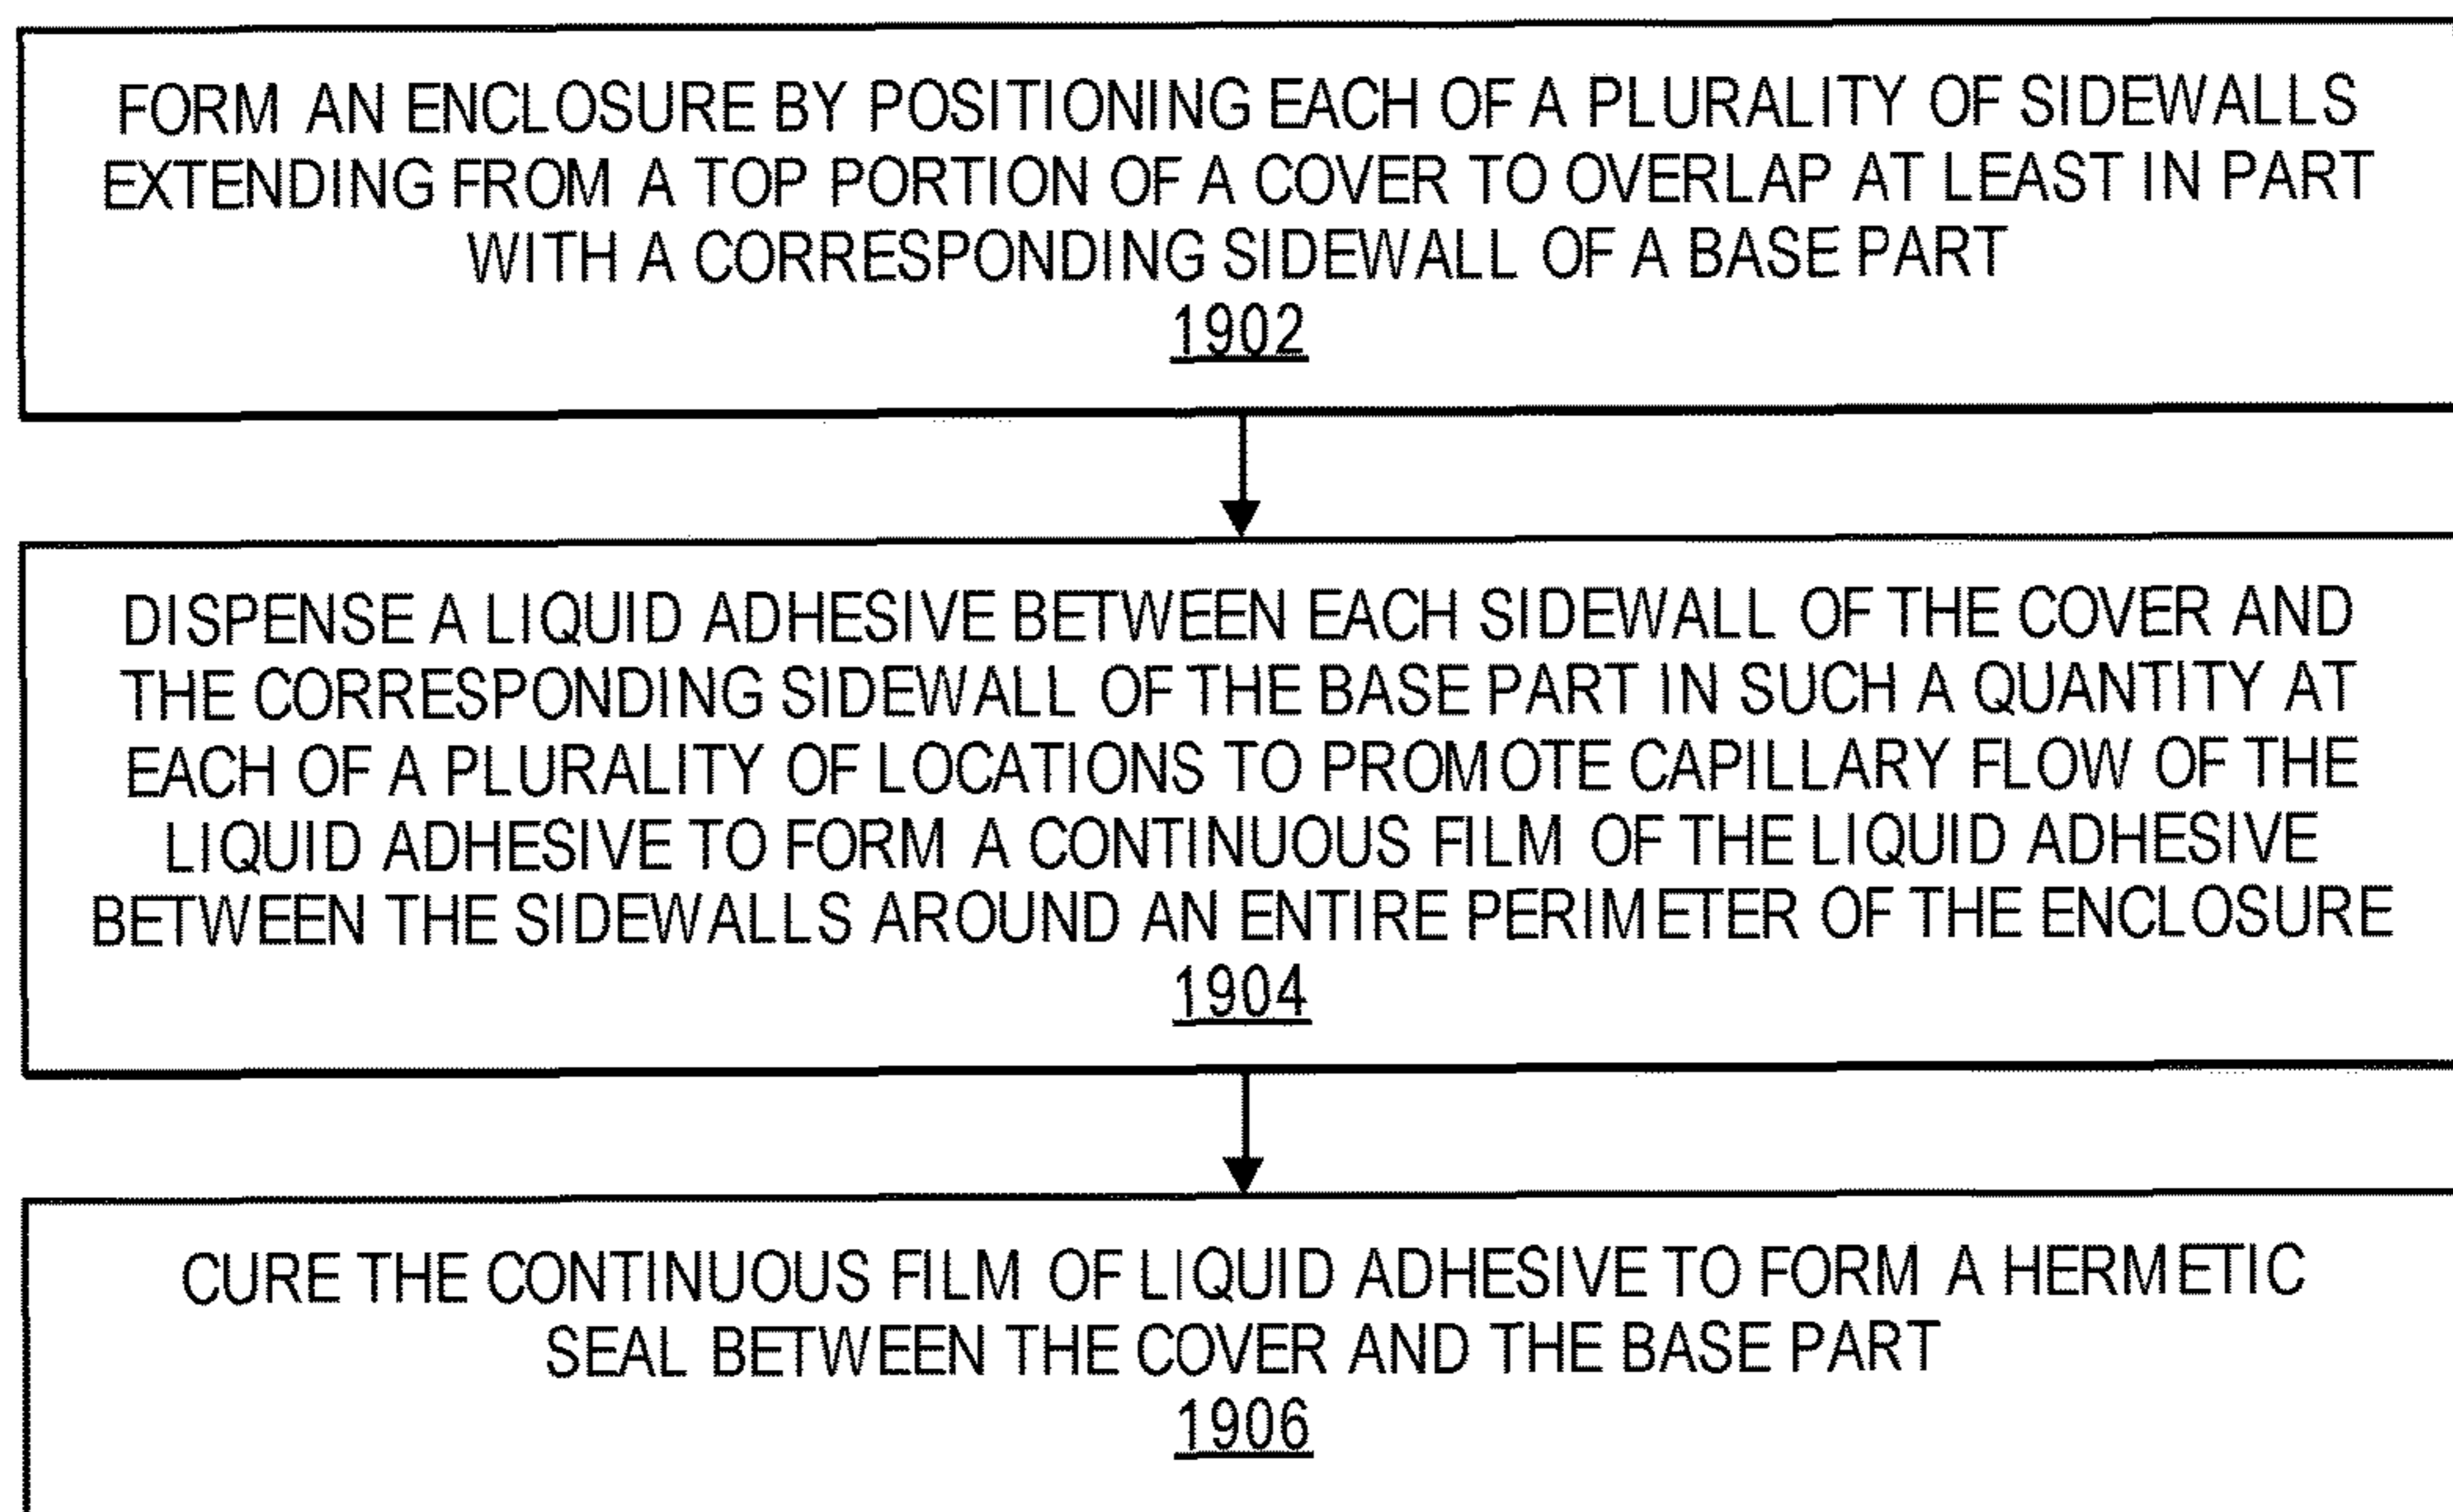 FORM AN ENCLOSURE BY POSITIONING EACH OF A PLURALITY OF SIDEWALLS
EXTENDING FROM A TOP PORTION OF A COVER TO OVERLAP AT LEAST IN PART
WITH A CORRESPONDING SIDEWALL OF A BASE PART
1902
DISPENSE A LIQUID ADHESIVE BETWEEN EACH SIDEWALL OF THE COVER AND
THE CORRESPONDING SIDEWALL OF THE BASE PART IN SUCH A QUANTITY AT
EACH OF A PLURALITY OF LOCATIONS TO PROMOTE CAPILLARY FLOW OF THE
LIQUID ADHESIVE TO FORM A CONTINUOUS FILM OF THE LIQUID ADHESIVE
BETWEEN THE SIDEWALLS AROUND AN ENTIRE PERIMETER OF THE ENCLOSURE
1904
CURE THE CONTINUOUS FILM OF LIQUID ADHESIVE TO FORM A HERMETIC
SEAL BETWEEN THE COVER AND THE BASE PART
1906